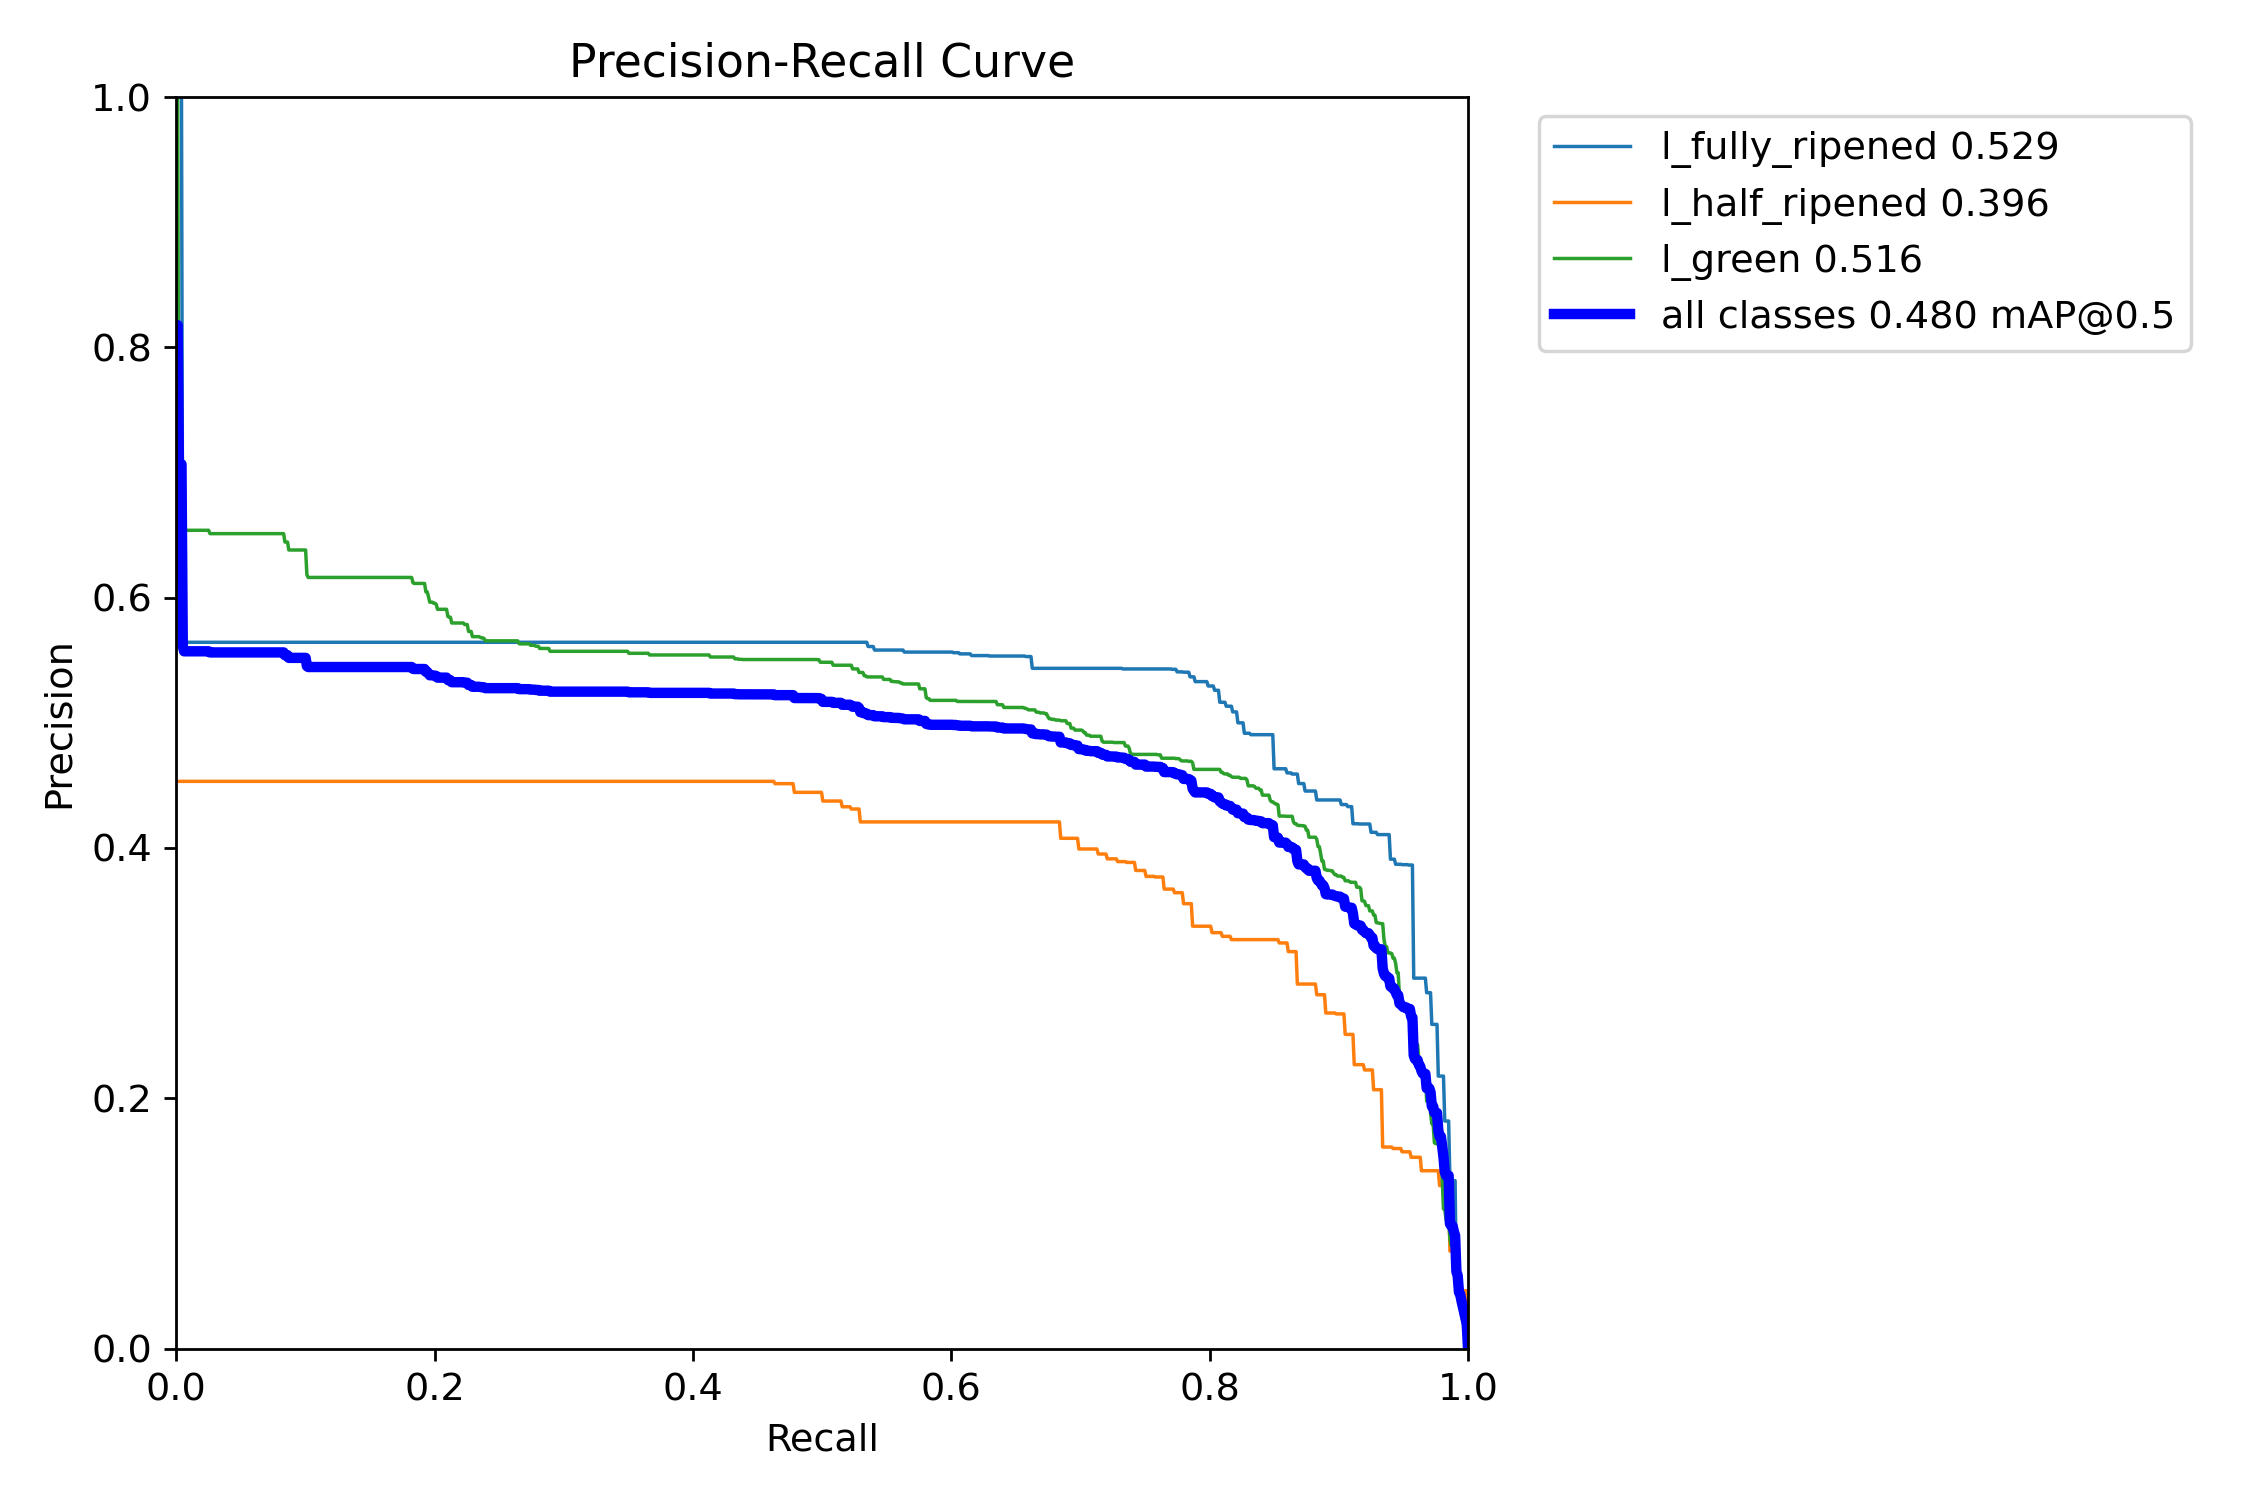 Precision-Recall Curve
1.0
0.8
0.6
0.4
0.2
0.0
Precision
0.0 0.2 0.4 0.6 0.8 1.0
Recall
l_fully_ripened 0.529
l_half_ripened 0.396
l_green 0.516
all classes 0.480 mAP@0.5